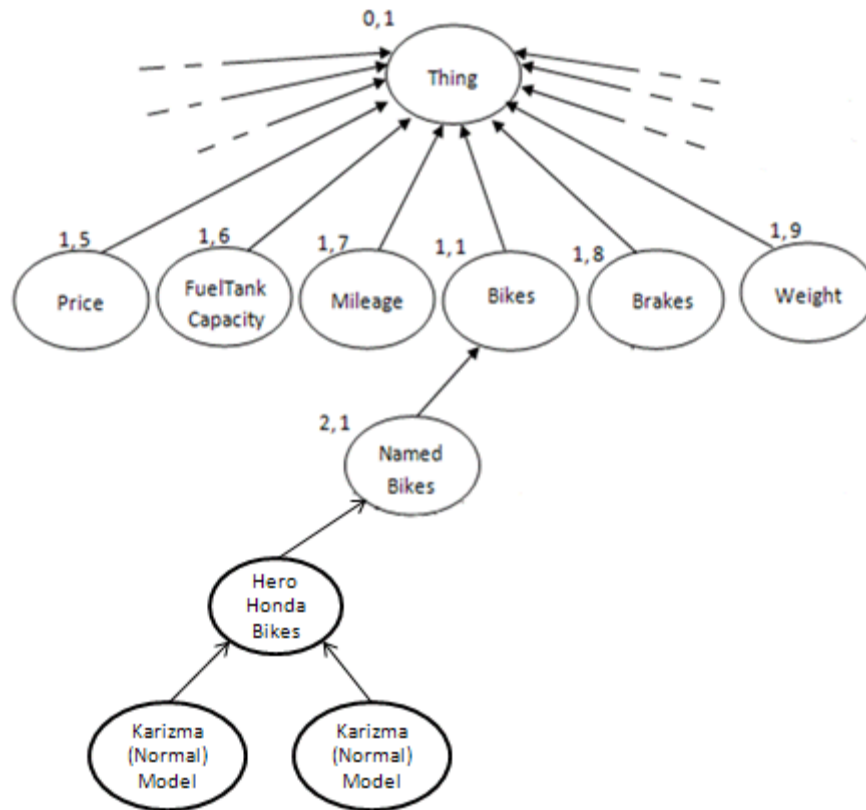 0,1
Thing
1,5
1,6
1,7
1,1
1,8
1,9
Price
FuelTank
Capacity
Mileage
Bikes
Brakes
Weight
2,1
Named
Bikes
Hero
Honda
Bikes
Karizma
(Normal)
Model
Karizma
(Normal)
Model